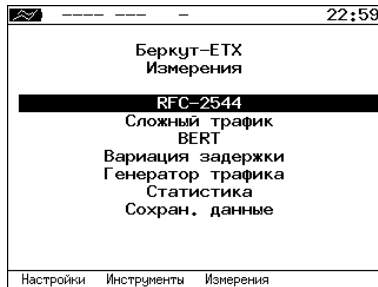 ---- --- - 22:59
Беркут-ETX
Измерения
RFC-2544
Сложный трафик
BERT
Вариация задержки
Генератор трафика
Статистика
Сохран. данные
Настройки Инструменты Измерения